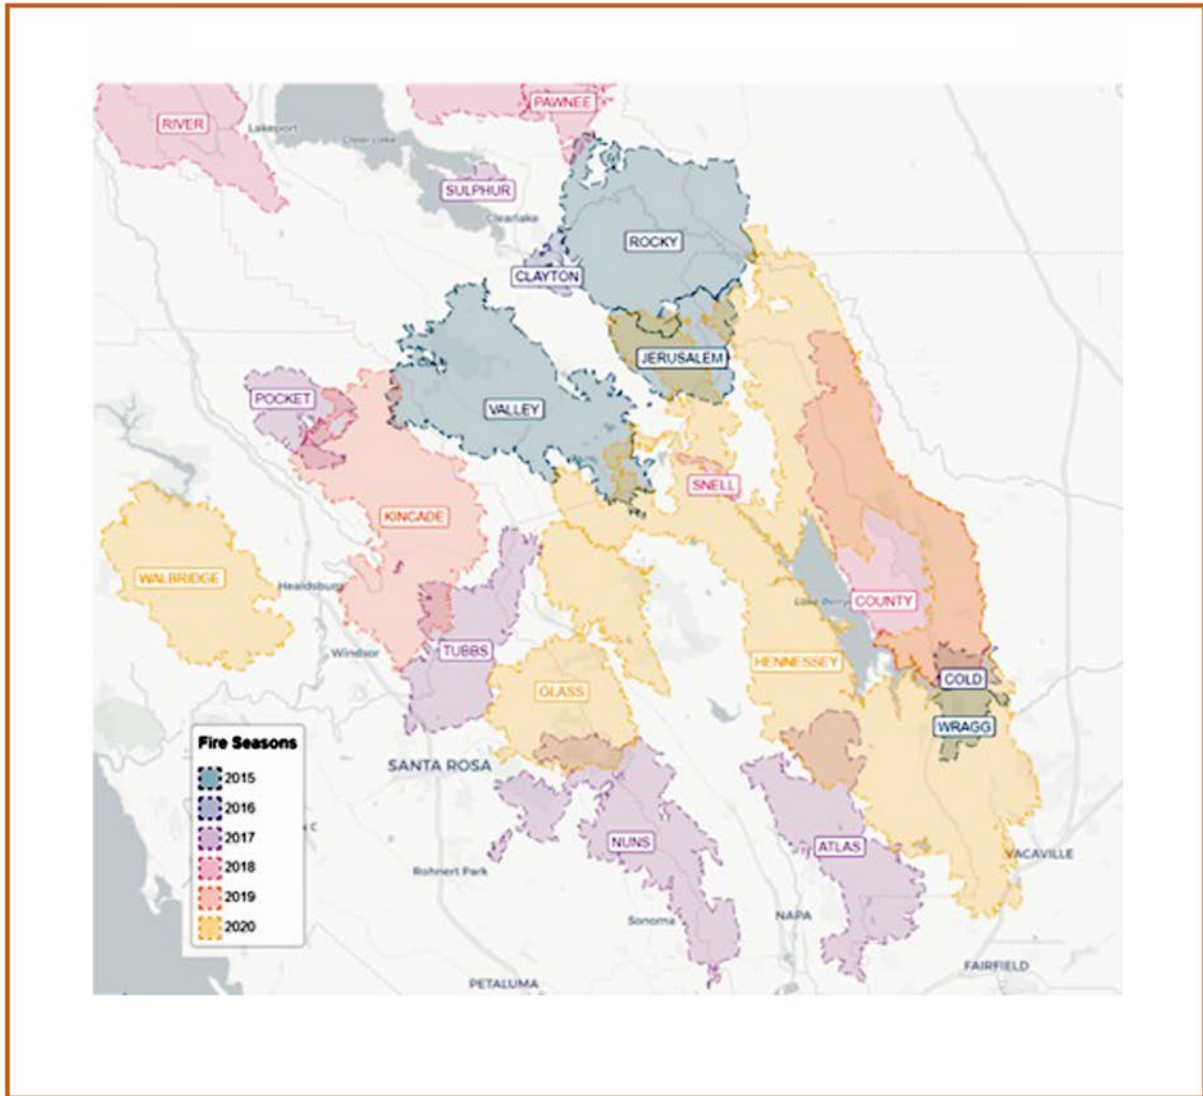 PAWNEE
RIVER
Lakeport
Clear Lake
SULPHUR
Clearlake
ROCKY
CLAYTON
JERUSALEM
POCKET
VALLEY
SNELL
KINCADE
WALBRIDGE
Healdsburg
COUNTY
TUBBS
Windsor
HENNESSEY
COLD
GLASS
WRAGG
Fire Seasons
2015
2016
2017
2018
2019
2020
SANTA ROSA
NUNS
ATLAS
VACAVILLE
Rohnert Park
Sonoma
NAPA
FAIRFIELD
PETALUMA